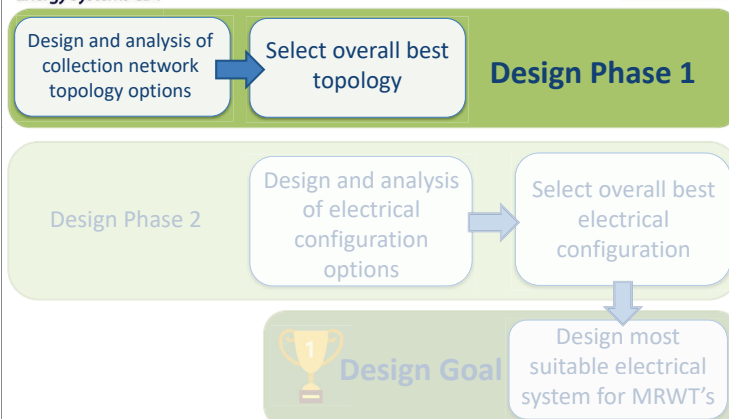 Design and analysis of
collection network
topology options
Select overall best
topology
Design Phase 1
Design Phase 2
Design and analysis
of electrical
configuration
options
Select overall best
electrical
configuration
1
Design Goal
Design most
suitable electrical
system for MRWT's